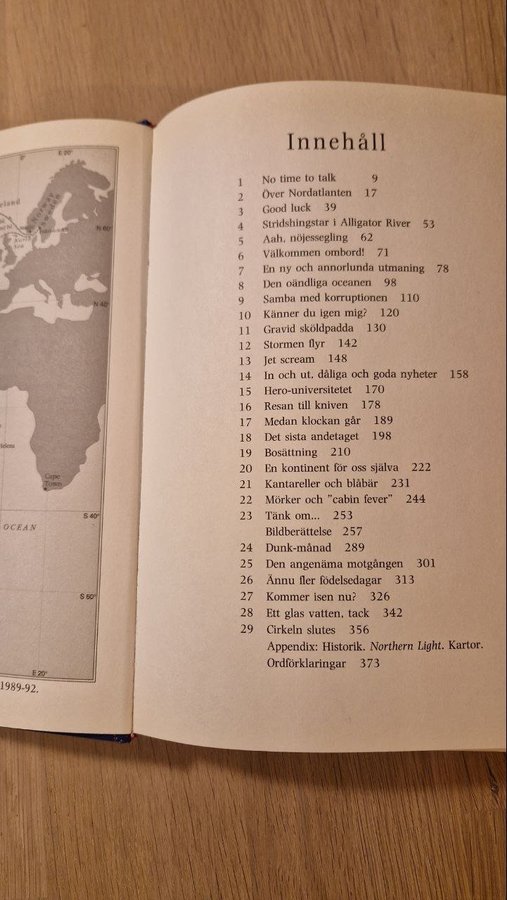 0°
E 20°
Norway
Sweden
N 60°
N 40°
Cape
Town
S 40°
OCEAN
S 60°
E 20°
1989-92.
Innehåll
1 No time to talk 9
2 Över Nordatlanten 17
3 Good luck 39
4 Stridshingstar i Alligator River 53
5 Aah, nöjessegling 62
6 Välkommen ombord! 71
7 En ny och annorlunda utmaning 78
8 Den oändliga oceanen 98
9 Samba med korruptionen 110
10 Känner du igen mig? 120
11 Gravid sköldpadda 130
12 Stormen flyr 142
13 Jet scream 148
14 In och ut, dåliga och goda nyheter 158
15 Hero-universitetet 170
16 Resan till kniven 178
17 Medan klockan går 189
18 Det sista andetaget 198
19 Bosättning 210
20 En kontinent för oss själva 222
21 Kantareller och blåbär 231
22 Mörker och "cabin fever" 244
23 Tänk om... 253
Bildberättelse 257
24 Dunk-månad 289
25 Den angenäma motgången 301
26 Ännu fler födelsedagar 313
27 Kommer isen nu? 326
28 Ett glas vatten, tack 342
29 Cirkeln slutes 356
Appendix: Historik. Northern Light. Kartor.
Ordförklaringar 373